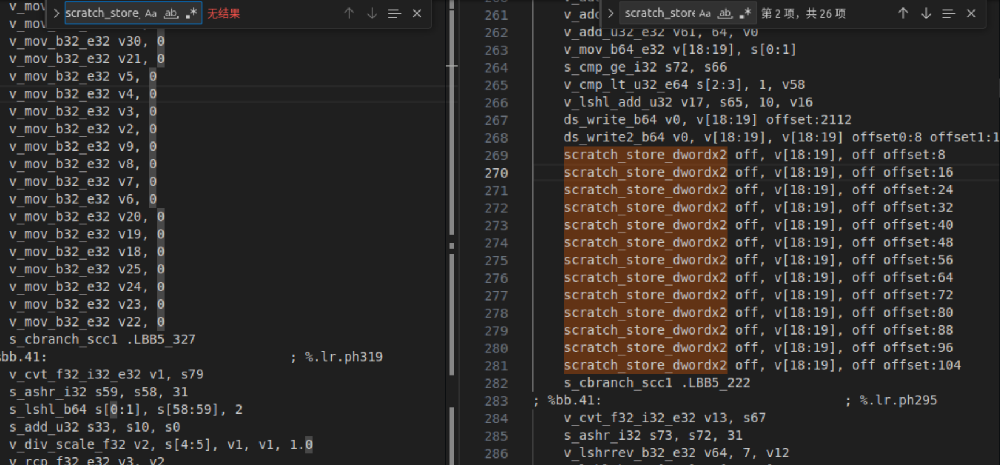 scratch_store_ Aa ab .* 无结果
v_mov_b32_e32 v30, 0
v_mov_b32_e32 v21, 0
v_mov_b32_e32 v5, 0
v_mov_b32_e32 v4, 0
v_mov_b32_e32 v3, 0
v_mov_b32_e32 v2, 0
v_mov_b32_e32 v9, 0
v_mov_b32_e32 v8, 0
v_mov_b32_e32 v7, 0
v_mov_b32_e32 v6, 0
v_mov_b32_e32 v20, 0
v_mov_b32_e32 v19, 0
v_mov_b32_e32 v18, 0
v_mov_b32_e32 v25, 0
v_mov_b32_e32 v24, 0
v_mov_b32_e32 v23, 0
v_mov_b32_e32 v22, 0
s_cbranch_scc1 .LBB5_327
bb.41: ; %.lr.ph319
v_cvt_f32_i32_e32 v1, s79
s_ashr_i32 s59, s58, 31
s_lshl_b64 s[0:1], s[58:59], 2
s_add_u32 s33, s10, s0
v_div_scale_f32 v2, s[4:5], v1, v1, 1.0
v_rcp_f32_e32 v3, v2
scratch_store Aa ab .* 第 2 项，共 26 项
261 v_add
262 v_add_u32_e32 v61, 64, v0
263 v_mov_b64_e32 v[18:19], s[0:1]
264 s_cmp_ge_i32 s72, s66
265 v_cmp_lt_u32_e64 s[2:3], 1, v58
266 v_lshl_add_u32 v17, s65, 10, v16
267 ds_write_b64 v0, v[18:19] offset:2112
268 ds_write2_b64 v0, v[18:19], v[18:19] offset0:8 offset1:1
269 scratch_store_dwordx2 off, v[18:19], off offset:8
270 scratch_store_dwordx2 off, v[18:19], off offset:16
271 scratch_store_dwordx2 off, v[18:19], off offset:24
272 scratch_store_dwordx2 off, v[18:19], off offset:32
273 scratch_store_dwordx2 off, v[18:19], off offset:40
274 scratch_store_dwordx2 off, v[18:19], off offset:48
275 scratch_store_dwordx2 off, v[18:19], off offset:56
276 scratch_store_dwordx2 off, v[18:19], off offset:64
277 scratch_store_dwordx2 off, v[18:19], off offset:72
278 scratch_store_dwordx2 off, v[18:19], off offset:80
279 scratch_store_dwordx2 off, v[18:19], off offset:88
280 scratch_store_dwordx2 off, v[18:19], off offset:96
281 scratch_store_dwordx2 off, v[18:19], off offset:104
282 s_cbranch_scc1 .LBB5_222
283 ; %bb.41: ; %.lr.ph295
284 v_cvt_f32_i32_e32 v13, s67
285 s_ashr_i32 s73, s72, 31
286 v_lshrrev_b32_e32 v64, 7, v12